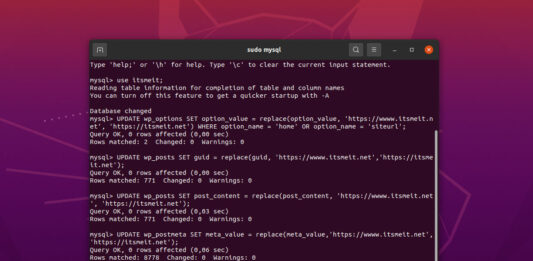 sudo mysql
Type 'help;' or '\h' for help. Type '\c' to clear the current input statement.
mysql> use itsmeit;
Reading table information for completion of table and column names
You can turn off this feature to get a quicker startup with -A
Database changed
mysql> UPDATE wp_options SET option_value = replace(option_value, 'https://wwww.itsmeit.n
et', 'https://itsmeit.net') WHERE option_name = 'home' OR option_name = 'siteurl';
Query OK, 0 rows affected (0,00 sec)
Rows matched: 2  Changed: 0  Warnings: 0
mysql> UPDATE wp_posts SET guid = replace(guid, 'https://wwww.itsmeit.net','https://itsme
it.net');
Query OK, 0 rows affected (0,00 sec)
Rows matched: 771  Changed: 0  Warnings: 0
mysql> UPDATE wp_posts SET post_content = replace(post_content, 'https://wwww.itsmeit.net
', 'https://itsmeit.net');
Query OK, 0 rows affected (0,03 sec)
Rows matched: 771  Changed: 0  Warnings: 0
mysql> UPDATE wp_postmeta SET meta_value = replace(meta_value,'https://wwww.itsmeit.net',
'https://itsmeit.net');
Query OK, 0 rows affected (0,06 sec)
Rows matched: 8778  Changed: 0  Warnings: 0